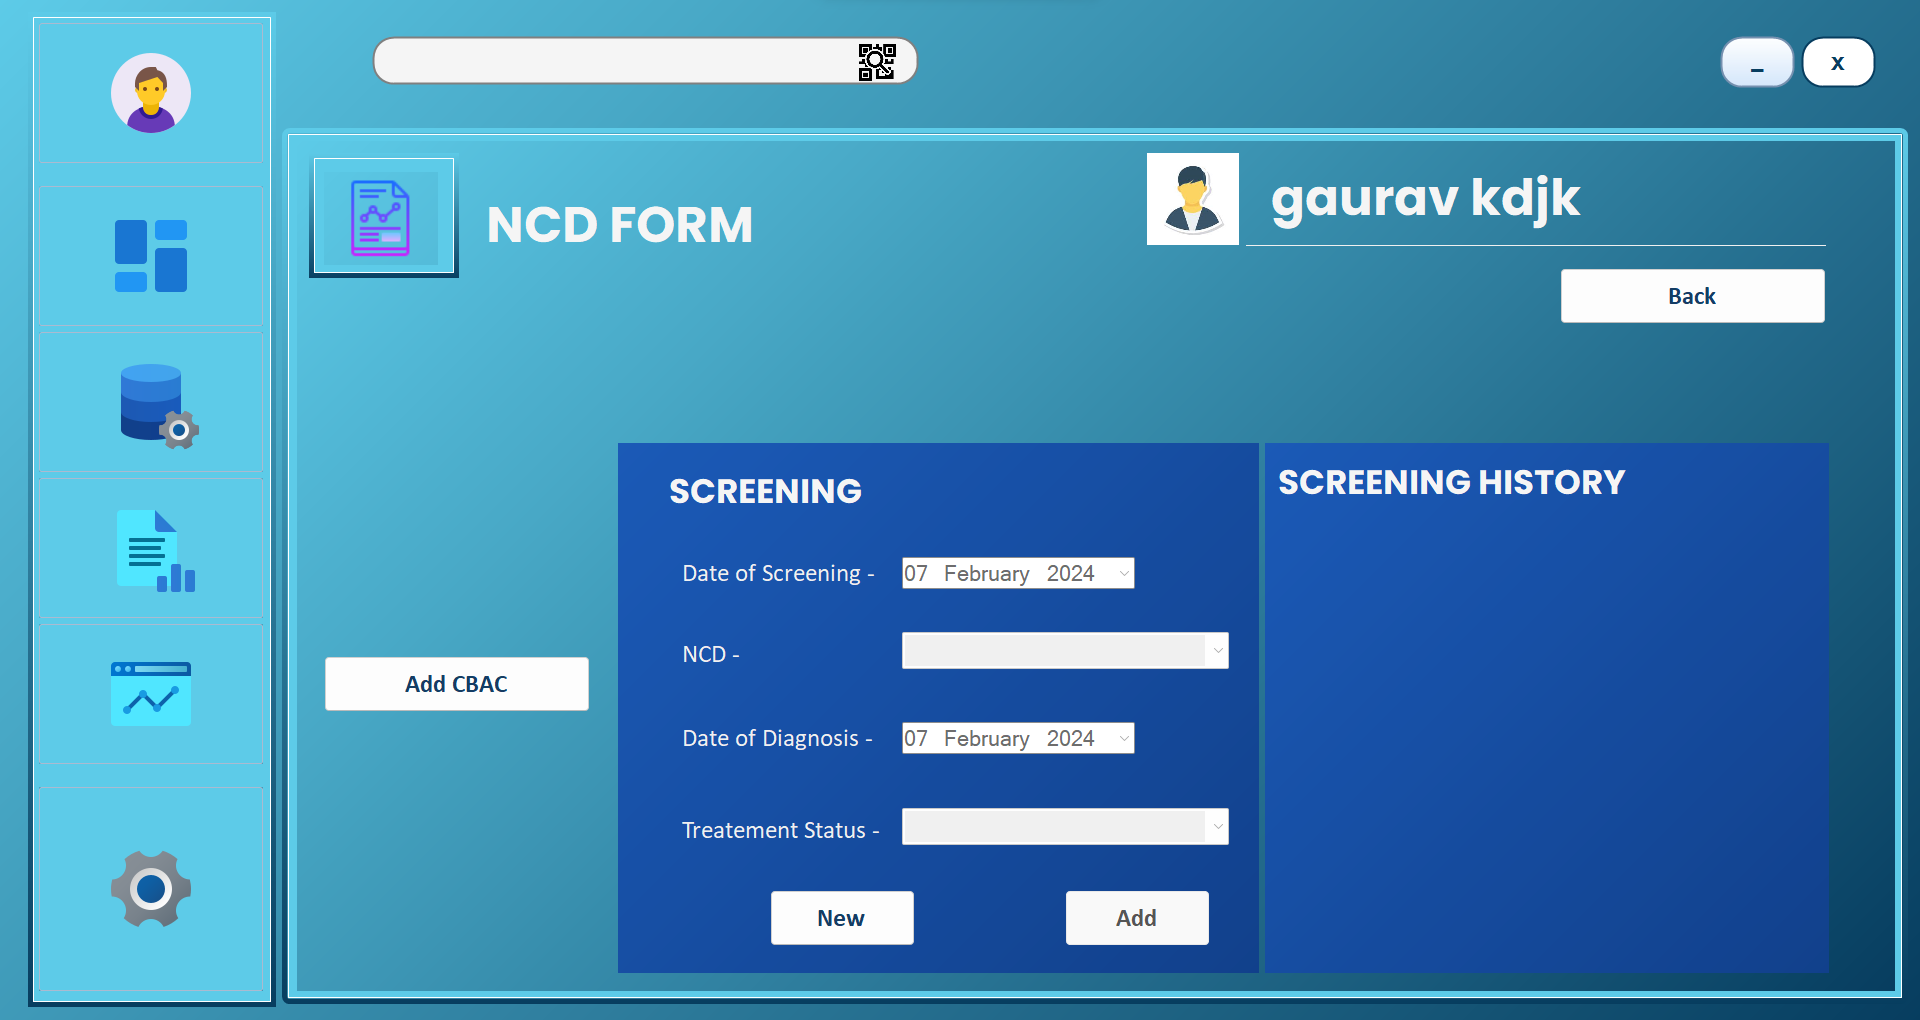 _
x
NCD FORM
gaurav kdjk
Back
Add CBAC
SCREENING
Date of Screening -
07 February 2024
NCD -
Date of Diagnosis -
07 February 2024
Treatement Status -
New
Add
SCREENING HISTORY